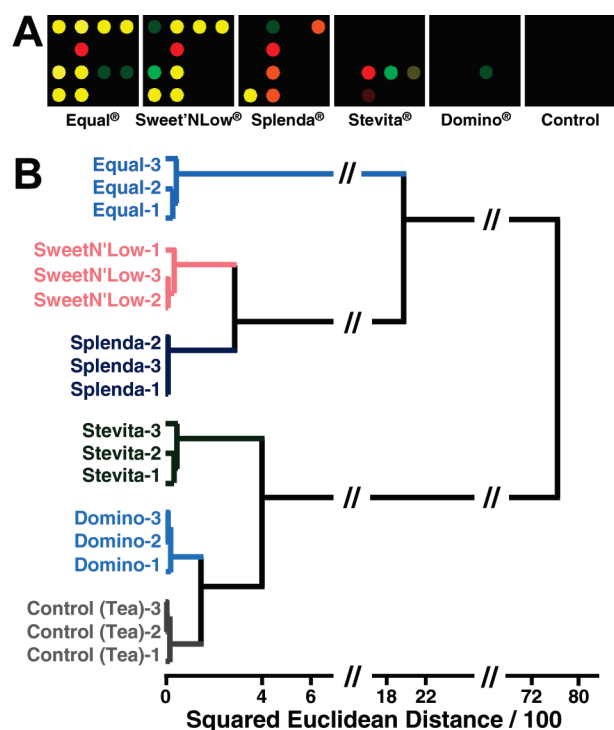 A
Equal® Sweet'NLow® Splenda® Stevita® Domino® Control
B
Equal-3
Equal-2
Equal-1
SweetN'Low-1
SweetN'Low-3
SweetN'Low-2
Splenda-2
Splenda-3
Splenda-1
Stevita-3
Stevita-2
Stevita-1
Domino-3
Domino-2
Domino-1
Control (Tea)-3
Control (Tea)-2
Control (Tea)-1
0 4 6 18 22 72 80
Squared Euclidean Distance / 100